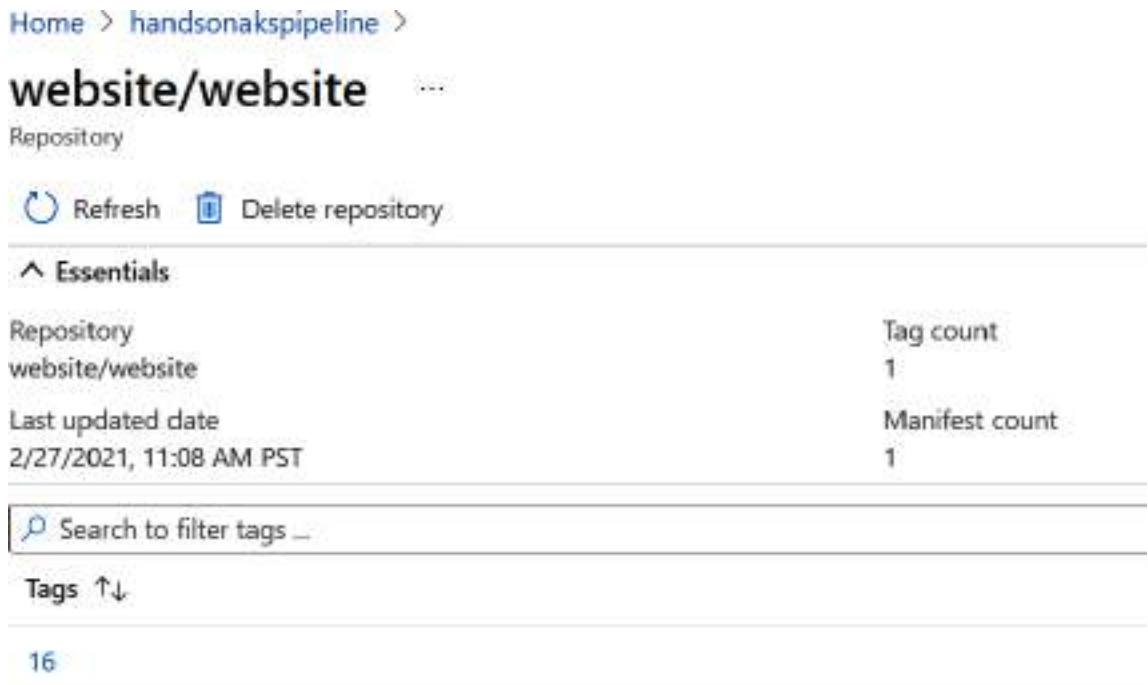 Home > handsonakspipeline >
website/website ...
Repository
Refresh Delete repository
Essentials
Repository Tag count
website/website 1
Last updated date Manifest count
2/27/2021, 11:08 AM PST 1
Search to filter tags ...
Tags ↑↓
16